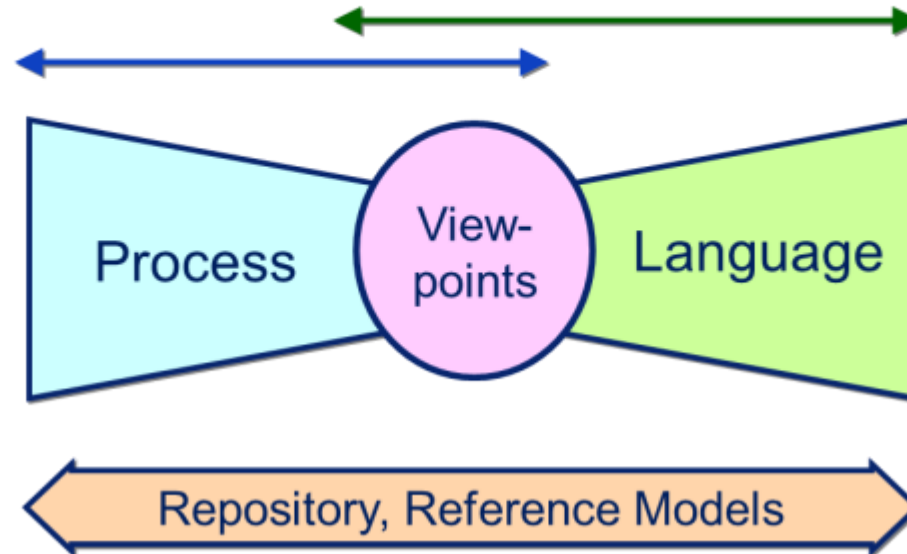 Process
View-
points
Language
Repository, Reference Models